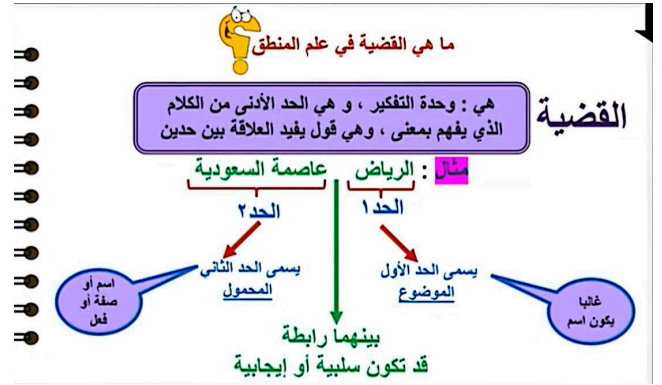 ما هي القضية في علم المنطق
القضية
هي : وحدة التفكير ، و هي الحد الأدنى من الكلام
الذي يفهم بمعنى ، وهي قول يفيد العلاقة بين حدين
مثال : الرياض عاصمة السعودية
الحد١ الحد٢
يسمى الحد الأول
الموضوع
يسمى الحد الثاني
المحمول
غالبا
يكون اسم
اسم أو
صفة أو
فعل
بينهما رابطة
قد تكون سلبية أو إيجابية